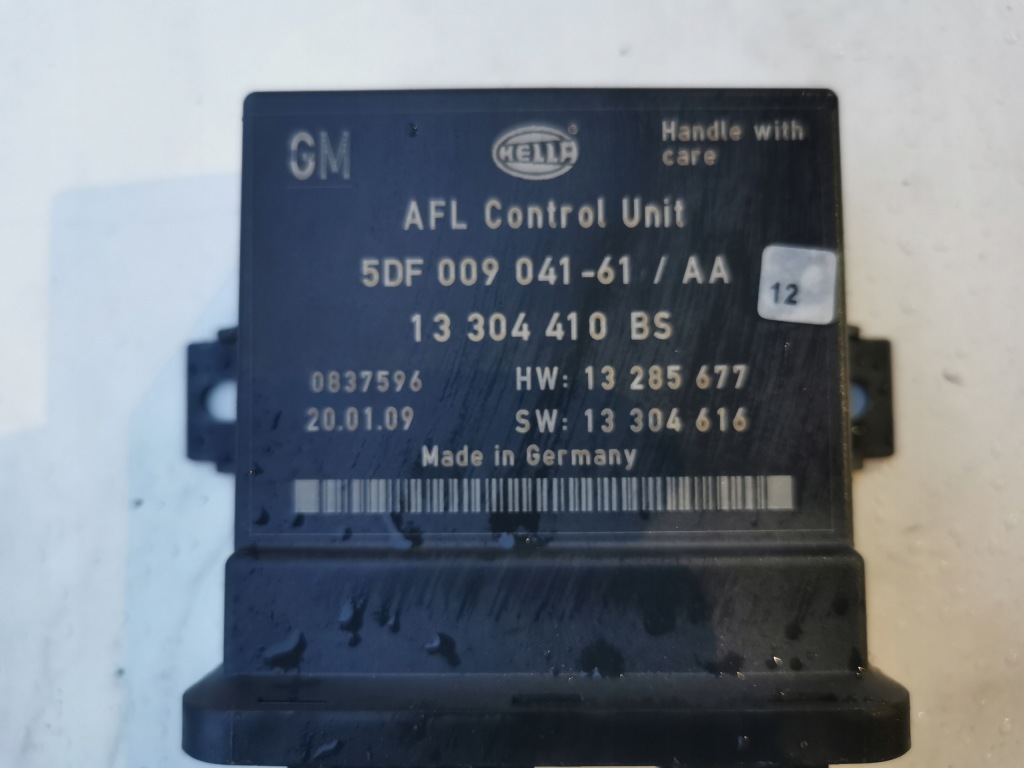 GM
HELLA
Handle with
care
AFL Control Unit
5DF 009 041-61 / AA
12
13 304 410 BS
0837596 HW: 13 285 677
20.01.09 SW: 13 304 616
Made in Germany